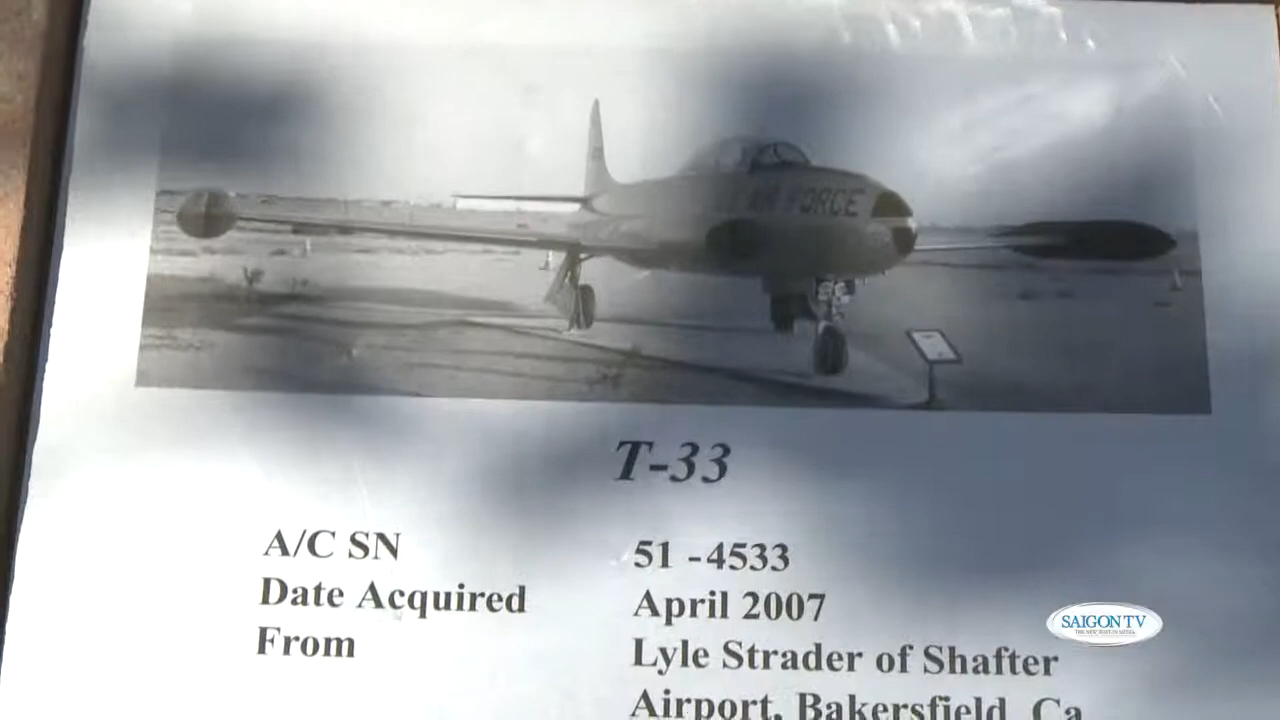 AIR FORCE
T-33
A/C SN 51 -4533
Date Acquired April 2007
From Lyle Strader of Shafter
Airport, Bakersfield, Ca
SAIGON TV